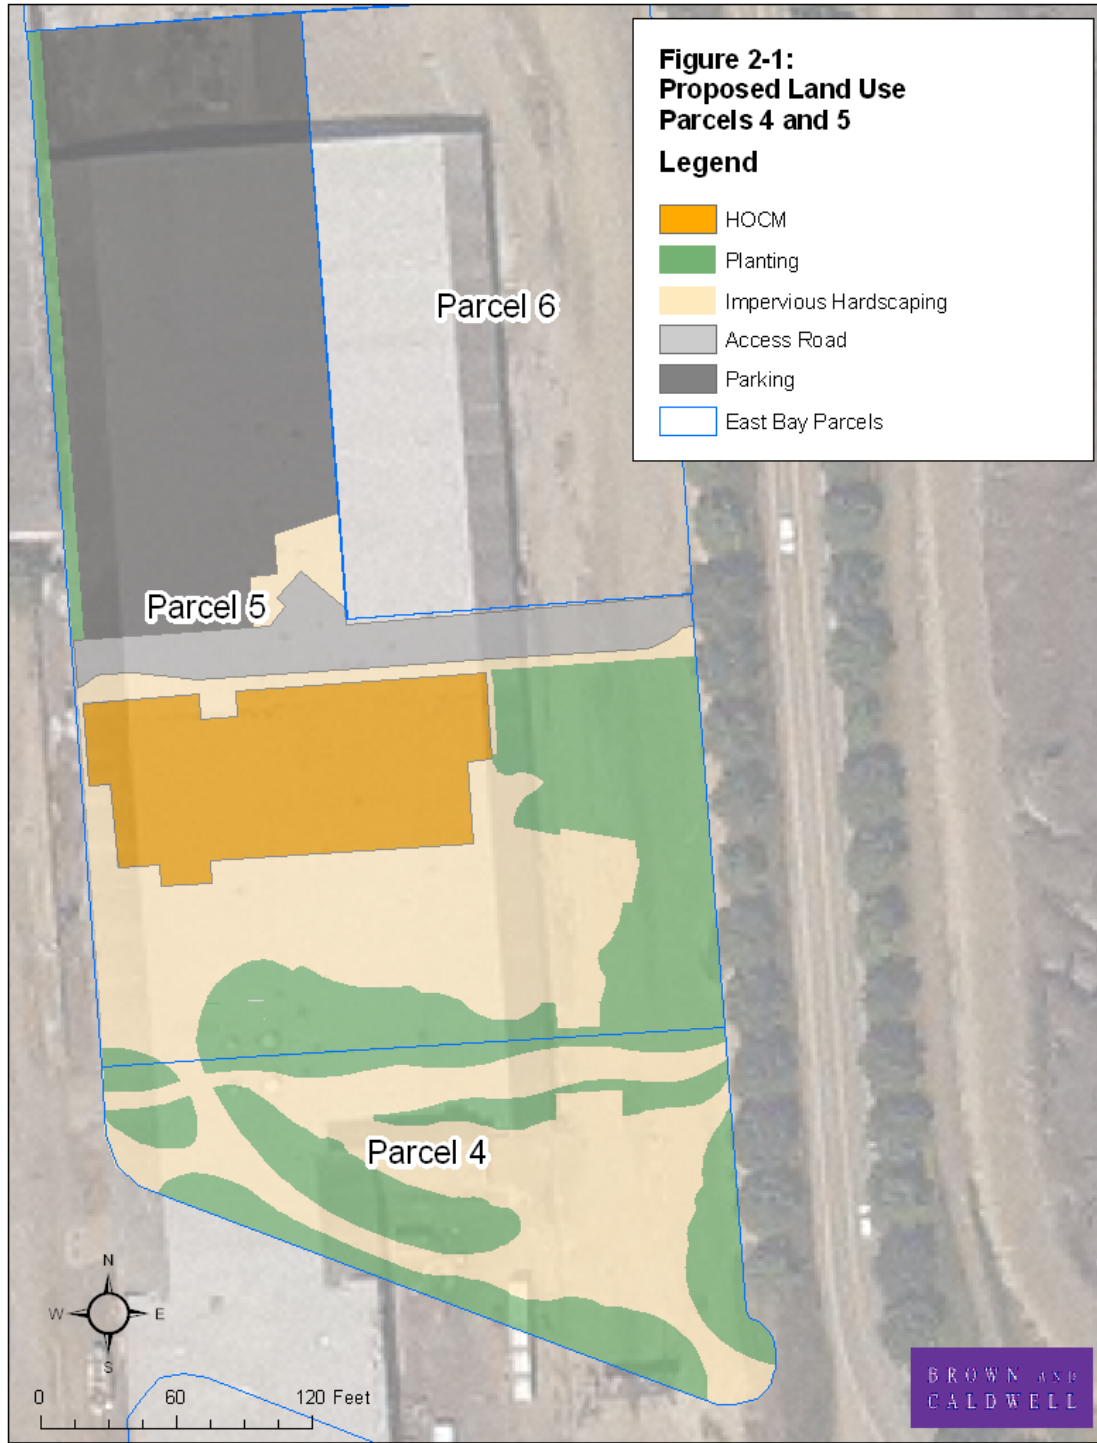 Figure 2-1:
Proposed Land Use
Parcels 4 and 5
Legend
HOCM
Planting
Impervious Hardscaping
Access Road
Parking
East Bay Parcels
Parcel 6
Parcel 5
Parcel 4
N
W E
S
0 60 120 Feet
BROWN AND
CALDWELL